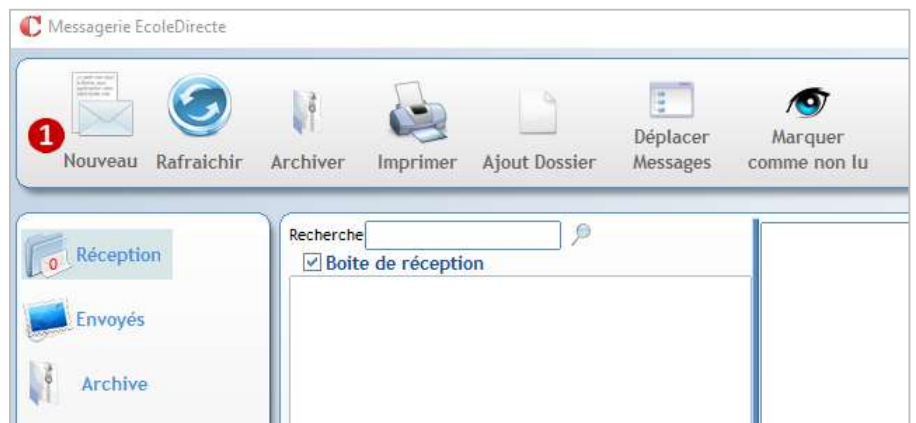 Messagerie EcoleDirecte
1
Nouveau Rafraichir Archiver Imprimer Ajout Dossier Déplacer Messages Marquer comme non lu
Réception
0
Envoyés
Archive
Recherche
Boite de réception